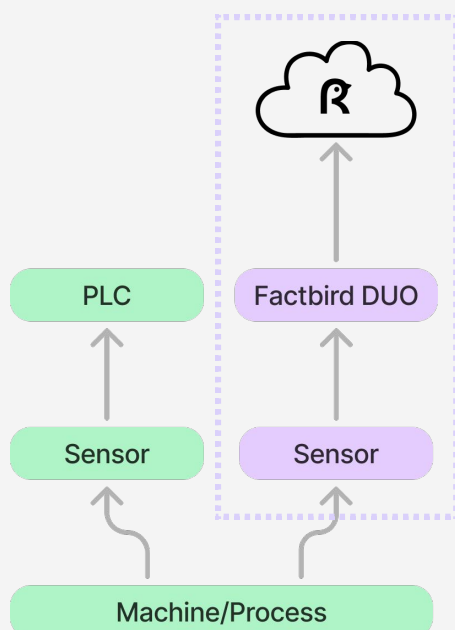 PLC
Factbird DUO
Sensor
Sensor
Machine/Process